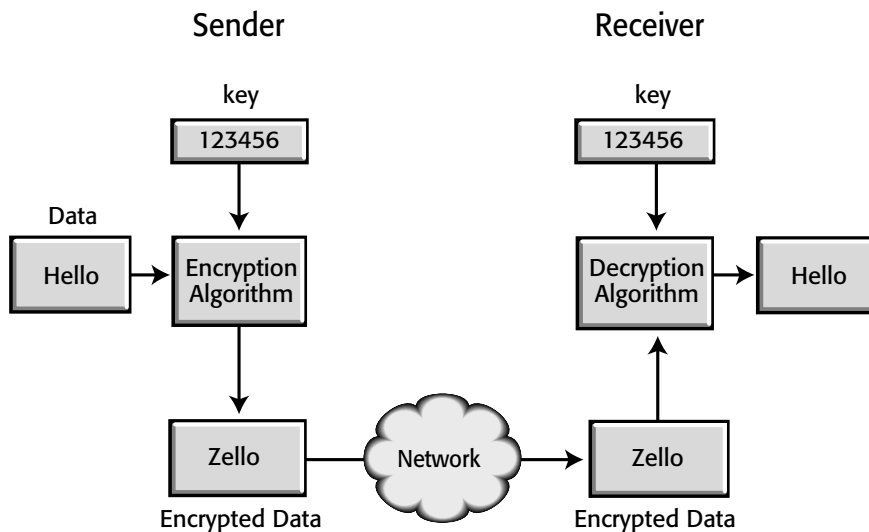 Sender
Receiver
key
key
123456
123456
Data
Hello
Encryption
Algorithm
Decryption
Algorithm
Hello
Zello
Network
Zello
Encrypted Data
Encrypted Data